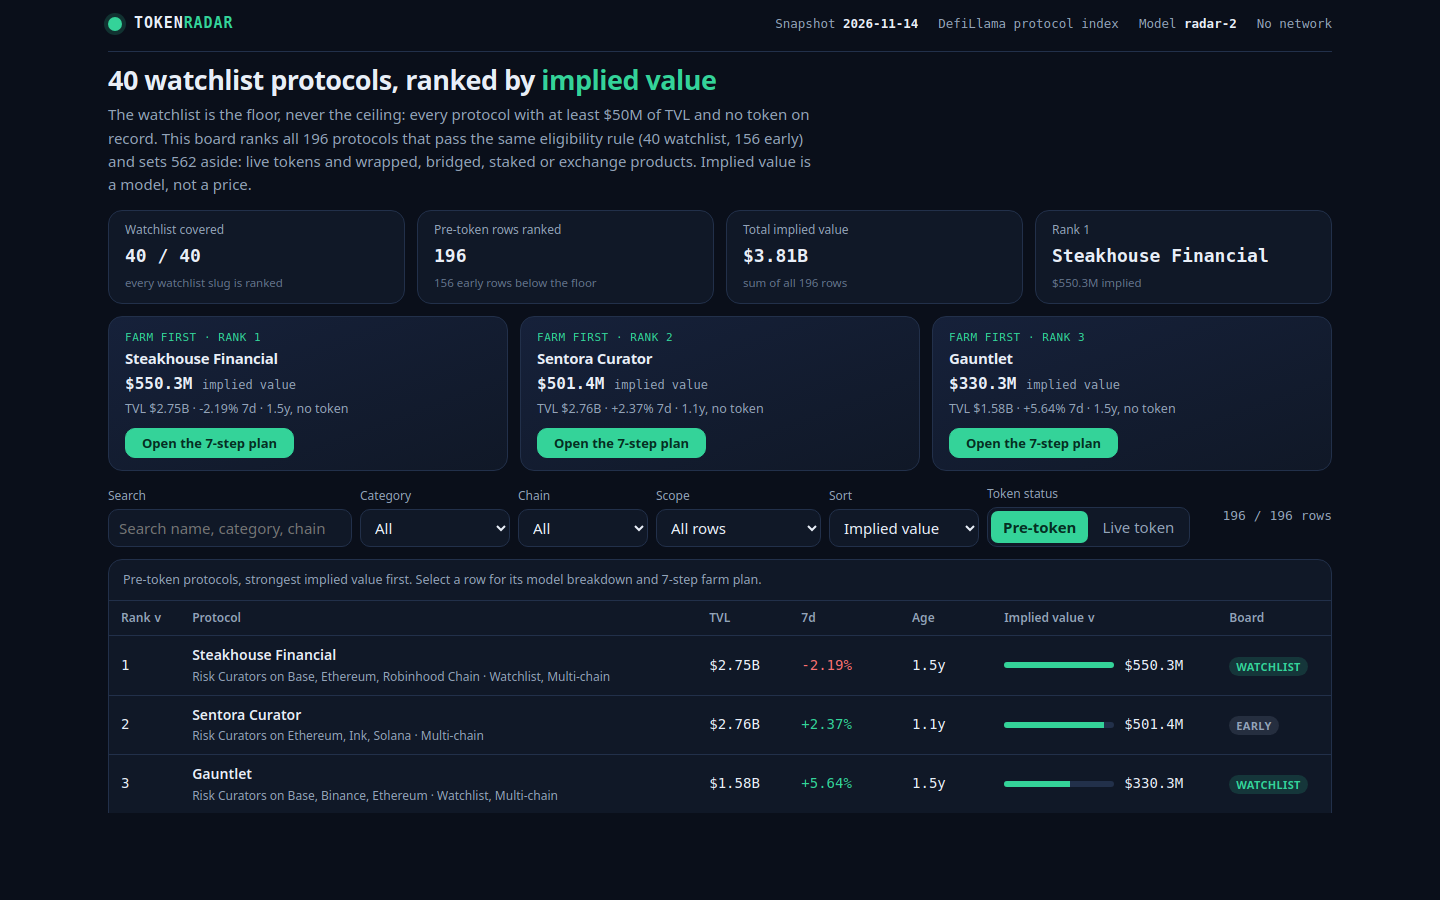 TOKENRADAR
Snapshot 2026-11-14 DefiLlama protocol index Model radar-2 No network
40 watchlist protocols, ranked by implied value
The watchlist is the floor, never the ceiling: every protocol with at least $50M of TVL and no token on
record. This board ranks all 196 protocols that pass the same eligibility rule (40 watchlist, 156 early)
and sets 562 aside: live tokens and wrapped, bridged, staked or exchange products. Implied value is
a model, not a price.
Watchlist covered
40 / 40
every watchlist slug is ranked
Pre-token rows ranked
196
156 early rows below the floor
Total implied value
$3.81B
sum of all 196 rows
Rank 1
Steakhouse Financial
$550.3M implied
FARM FIRST · RANK 1
Steakhouse Financial
$550.3M implied value
TVL $2.75B · -2.19% 7d · 1.5y, no token
Open the 7-step plan
FARM FIRST · RANK 2
Sentora Curator
$501.4M implied value
TVL $2.76B · +2.37% 7d · 1.1y, no token
Open the 7-step plan
FARM FIRST · RANK 3
Gauntlet
$330.3M implied value
TVL $1.58B · +5.64% 7d · 1.5y, no token
Open the 7-step plan
Search
Search name, category, chain
Category
All
Chain
All
Scope
All rows
Sort
Implied value
Token status
Pre-token Live token
196 / 196 rows
Pre-token protocols, strongest implied value first. Select a row for its model breakdown and 7-step farm plan.
Rank v Protocol TVL 7d Age Implied value v Board
1 Steakhouse Financial $2.75B -2.19% 1.5y $550.3M WATCHLIST
Risk Curators on Base, Ethereum, Robinhood Chain · Watchlist, Multi-chain
2 Sentora Curator $2.76B +2.37% 1.1y $501.4M EARLY
Risk Curators on Ethereum, Ink, Solana · Multi-chain
3 Gauntlet $1.58B +5.64% 1.5y $330.3M WATCHLIST
Risk Curators on Base, Binance, Ethereum · Watchlist, Multi-chain